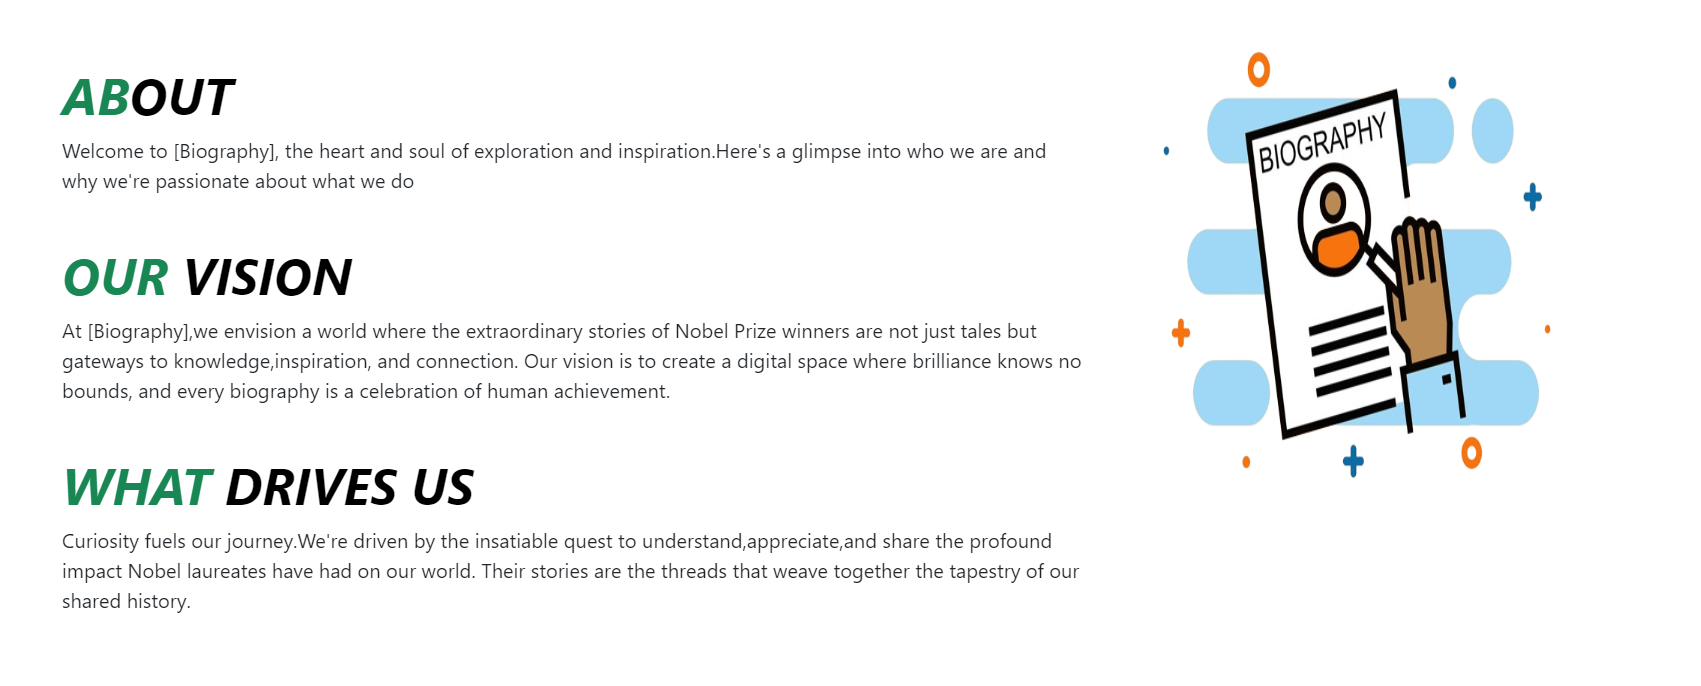 ABOUT
Welcome to [Biography], the heart and soul of exploration and inspiration.Here's a glimpse into who we are and
why we're passionate about what we do
OUR VISION
At [Biography],we envision a world where the extraordinary stories of Nobel Prize winners are not just tales but
gateways to knowledge,inspiration, and connection. Our vision is to create a digital space where brilliance knows no
bounds, and every biography is a celebration of human achievement.
WHAT DRIVES US
Curiosity fuels our journey.We're driven by the insatiable quest to understand,appreciate,and share the profound
impact Nobel laureates have had on our world. Their stories are the threads that weave together the tapestry of our
shared history.
BIOGRAPHY